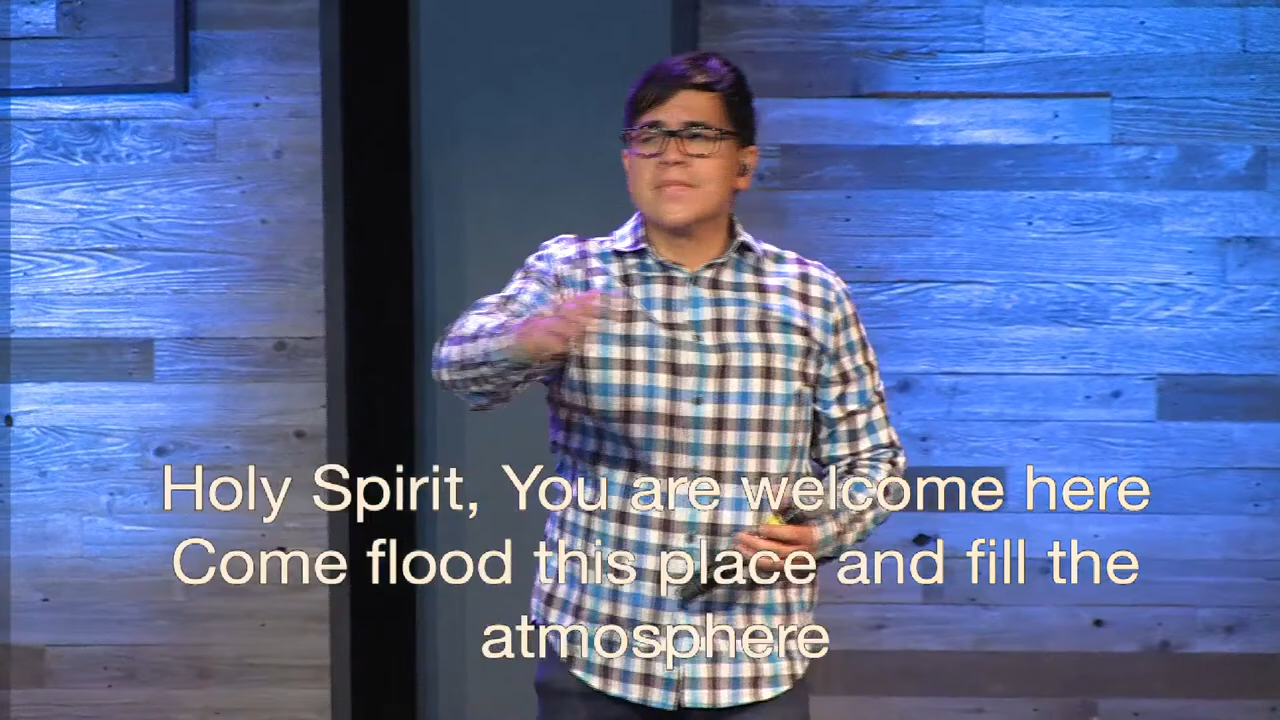 Holy Spirit, You are welcome here
Come flood this place and fill the
atmosphere